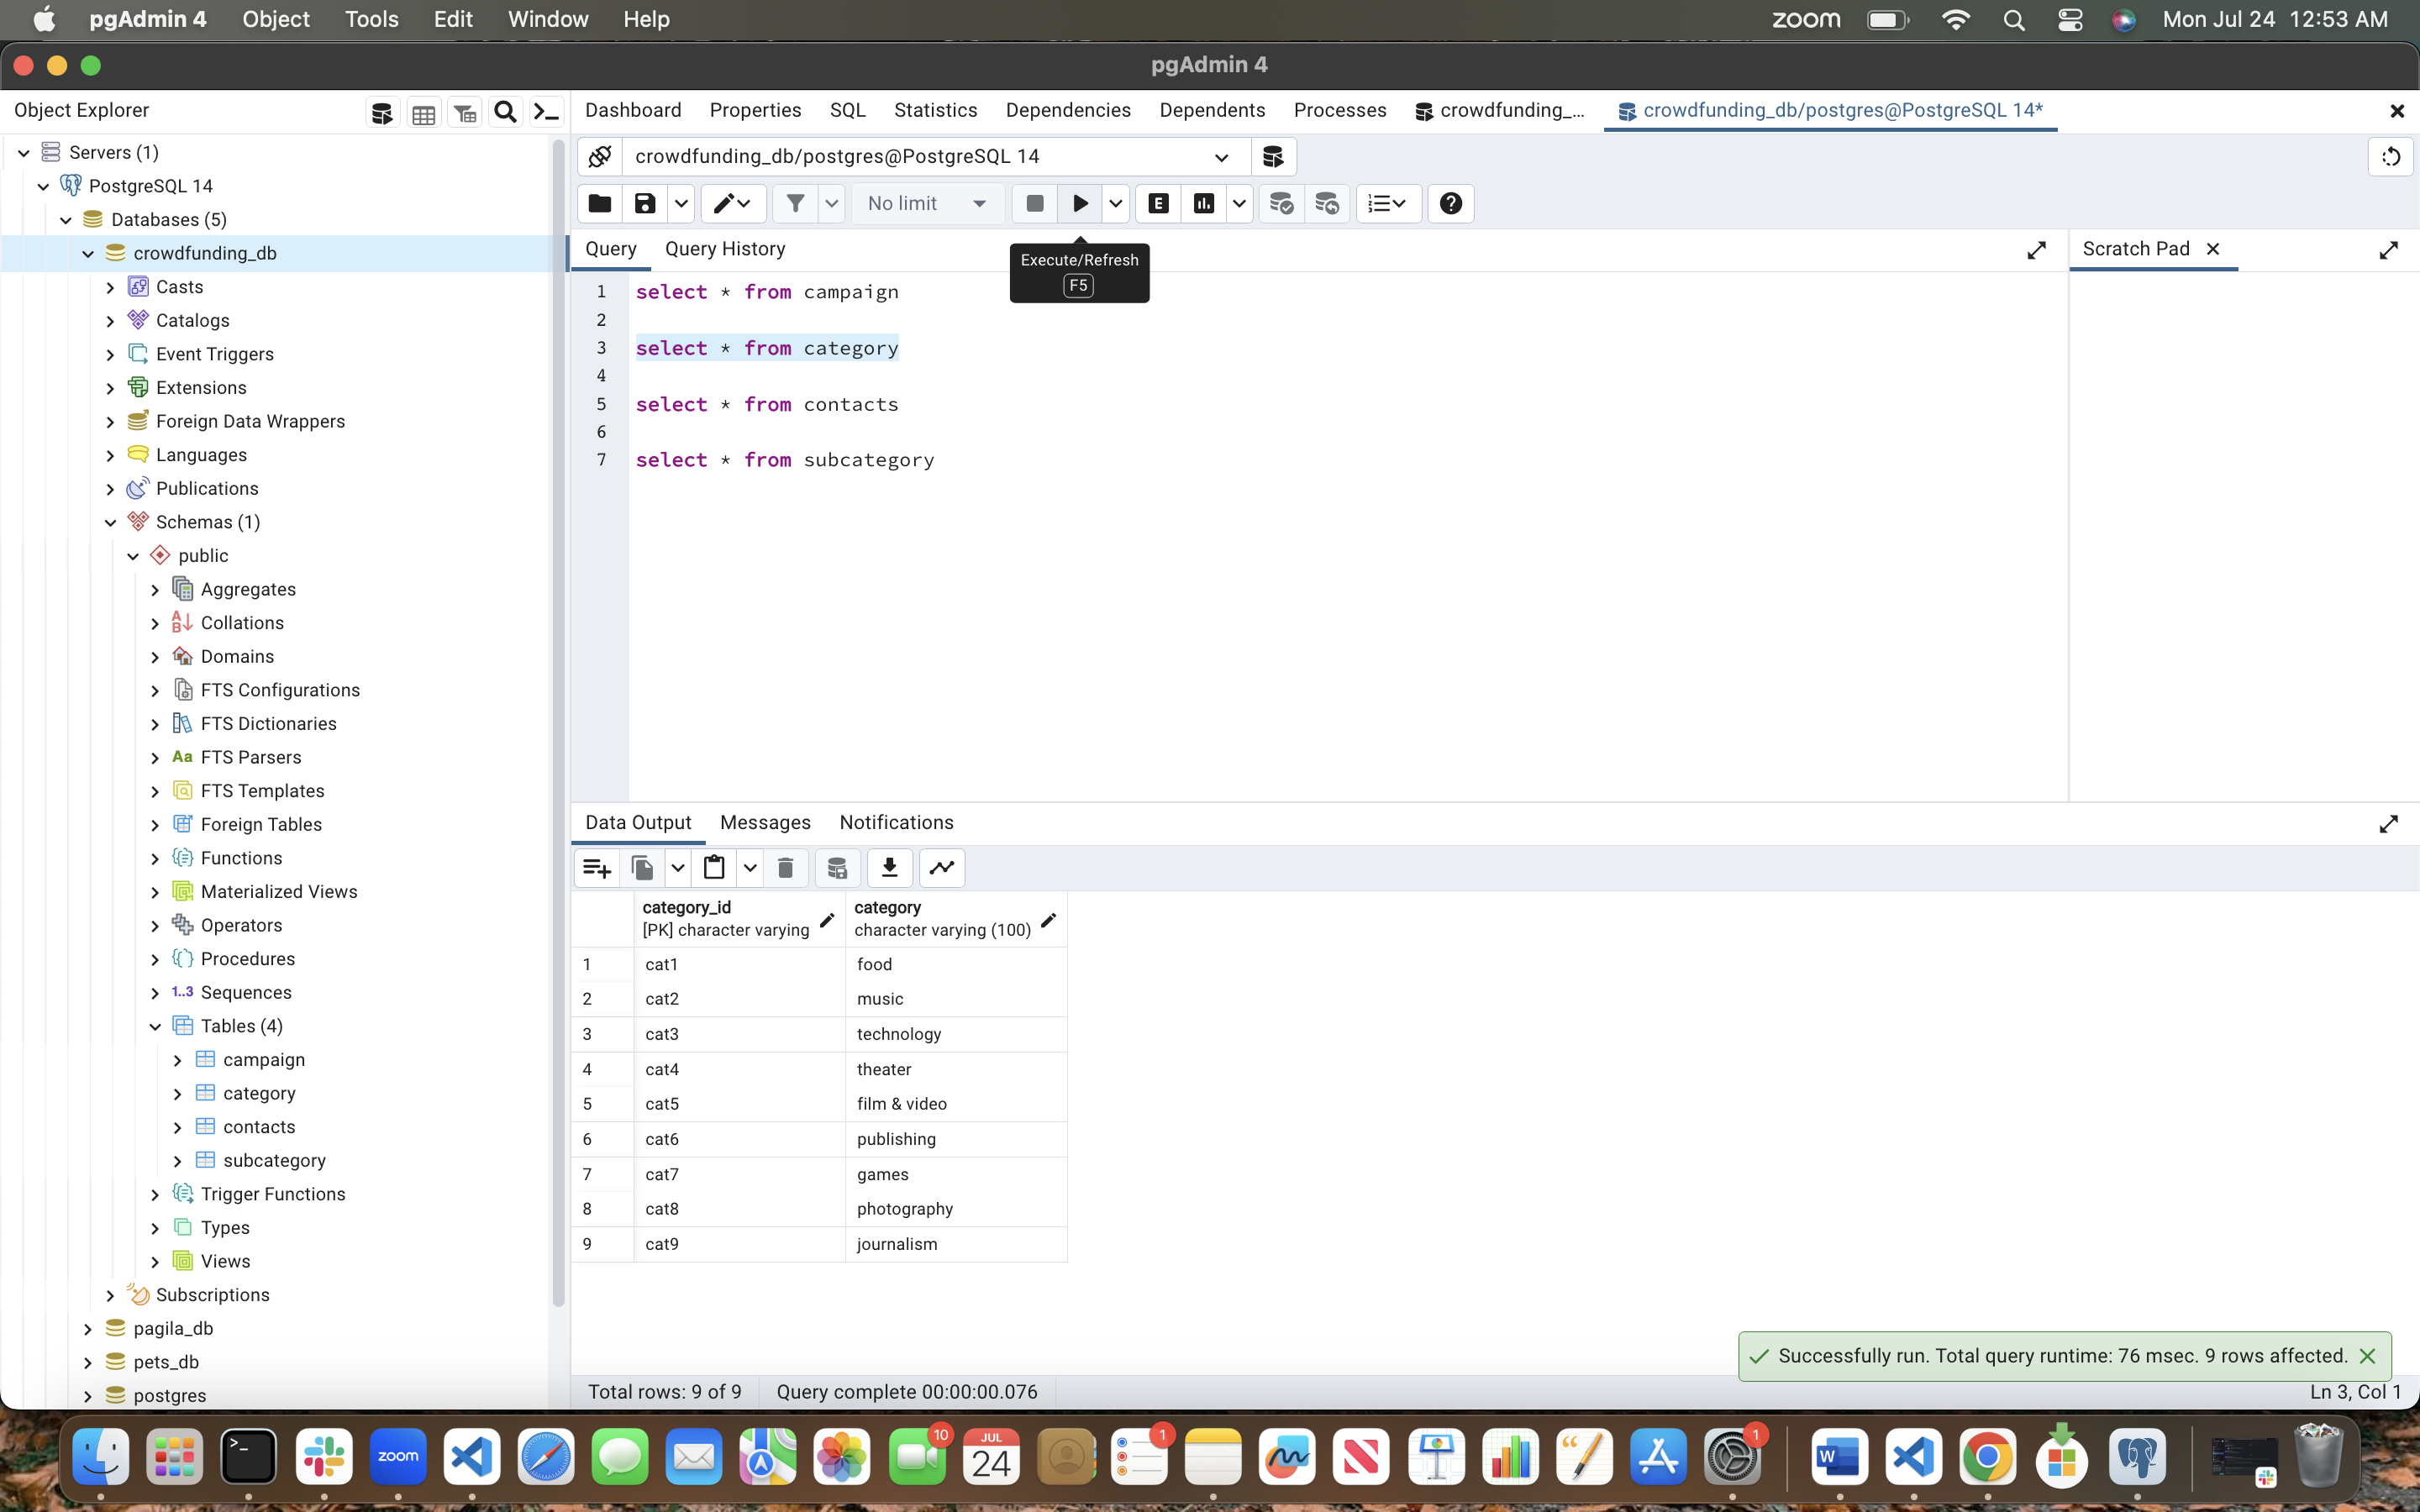 pgAdmin 4 Object Tools Edit Window Help zoom Mon Jul 24 12:53 AM
pgAdmin 4
Object Explorer
Dashboard Properties SQL Statistics Dependencies Dependents Processes crowdfunding_... crowdfunding_db/postgres@PostgreSQL 14*
Servers (1)
PostgreSQL 14
Databases (5)
crowdfunding_db
Casts
Catalogs
Event Triggers
Extensions
Foreign Data Wrappers
Languages
Publications
Schemas (1)
public
Aggregates
Collations
Domains
FTS Configurations
FTS Dictionaries
Aa FTS Parsers
FTS Templates
Foreign Tables
Functions
Materialized Views
Operators
Procedures
1..3 Sequences
Tables (4)
campaign
category
contacts
subcategory
Trigger Functions
Types
Views
Subscriptions
pagila_db
pets_db
postgres
crowdfunding_db/postgres@PostgreSQL 14
No limit
E
Query Query History
Scratch Pad
Execute/Refresh
F5
1 select * from campaign
2
3 select * from category
4
5 select * from contacts
6
7 select * from subcategory
Data Output Messages Notifications
category_id category
[PK] character varying character varying (100)
1 cat1 food
2 cat2 music
3 cat3 technology
4 cat4 theater
5 cat5 film & video
6 cat6 publishing
7 cat7 games
8 cat8 photography
9 cat9 journalism
Successfully run. Total query runtime: 76 msec. 9 rows affected.
Total rows: 9 of 9 Query complete 00:00:00.076 Ln 3, Col 1
zoom
10
JUL
24
1
1
W